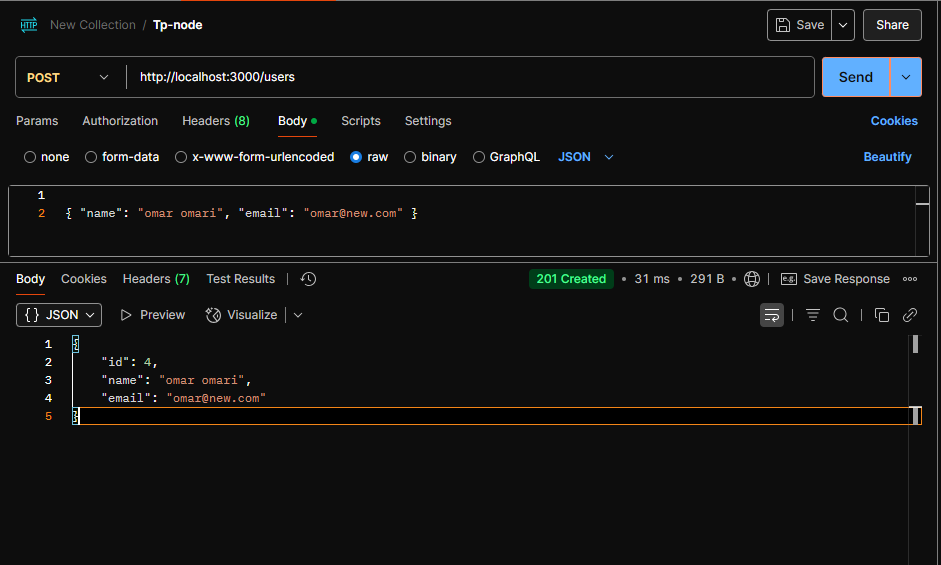 HTTP New Collection / Tp-node Save Share
POST http://localhost:3000/users Send
Params Authorization Headers (8) Body Scripts Settings Cookies
none form-data x-www-form-urlencoded raw binary GraphQL JSON Beautify
1
2 { "name": "omar omari", "email": "omar@new.com" }
Body Cookies Headers (7) Test Results 201 Created • 31 ms • 291 B • e.g. Save Response
{} JSON Preview Visualize
1 {
2 "id": 4,
3 "name": "omar omari",
4 "email": "omar@new.com"
5 }